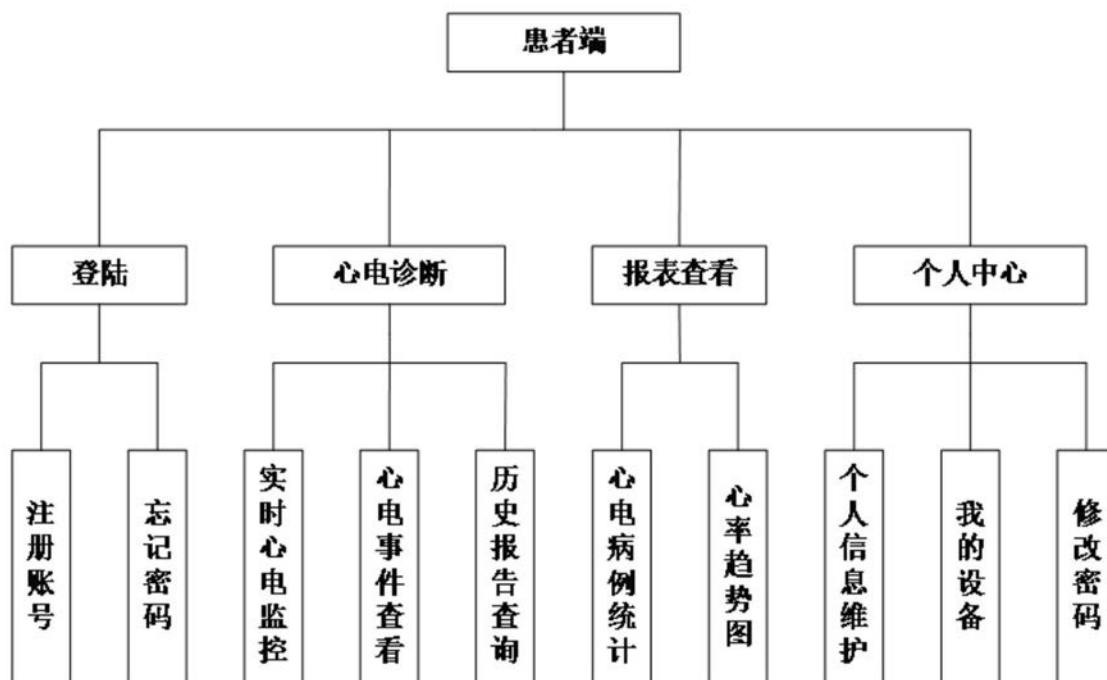 患者端
登陆
心电诊断
报表查看
个人中心
注册账号
忘记密码
实时心电监控
心电事件查看
历史报告查询
心电病例统计
心率趋势图
个人信息维护
我的设备
修改密码